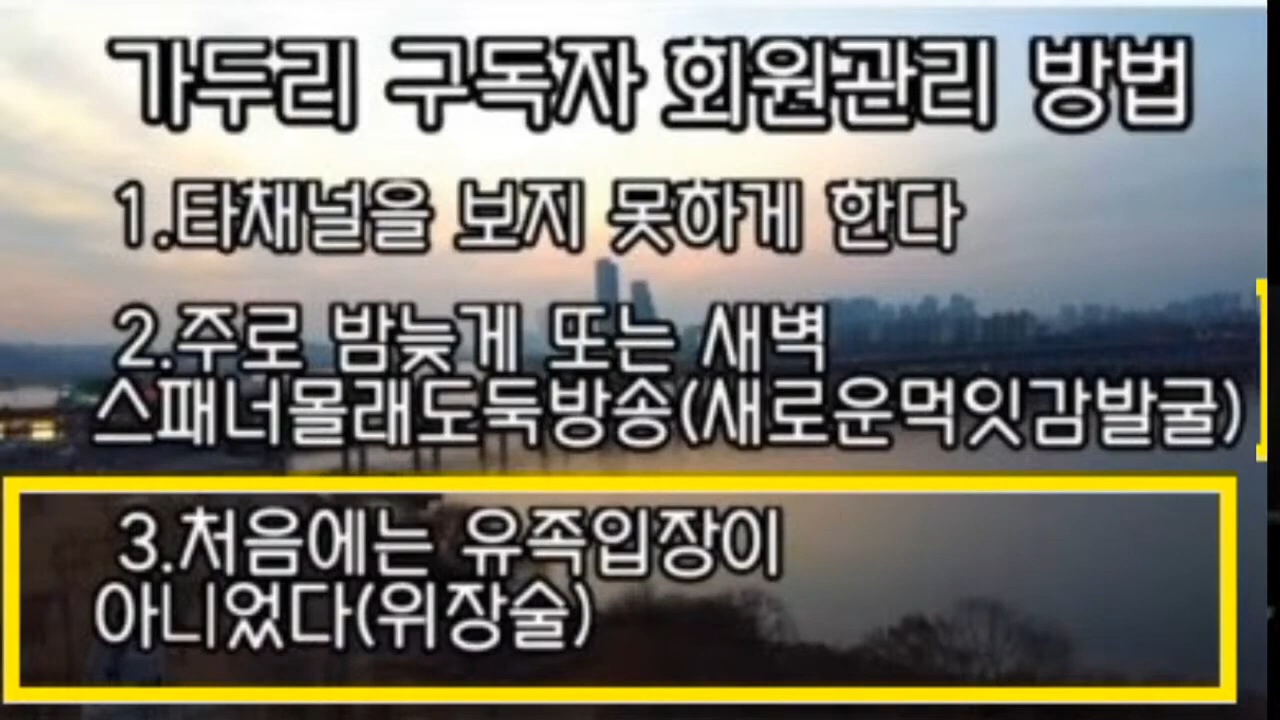 가두리 구독자 회원관리 방법
1.타채널을 보지 못하게 한다
2.주로 밤늦게 또는 새벽
스패너몰래도둑방송(새로운먹잇감발굴)
3.처음에는 유족입장이
아니었다(위장술)